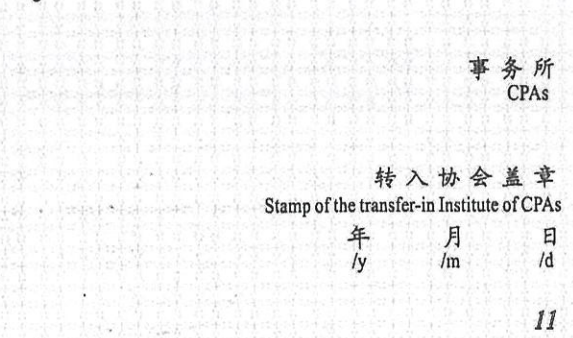 事务所
CPAs
转入协会盖章
Stamp of the transfer-in Institute of CPAs
年 月 日
/y /m /d
11